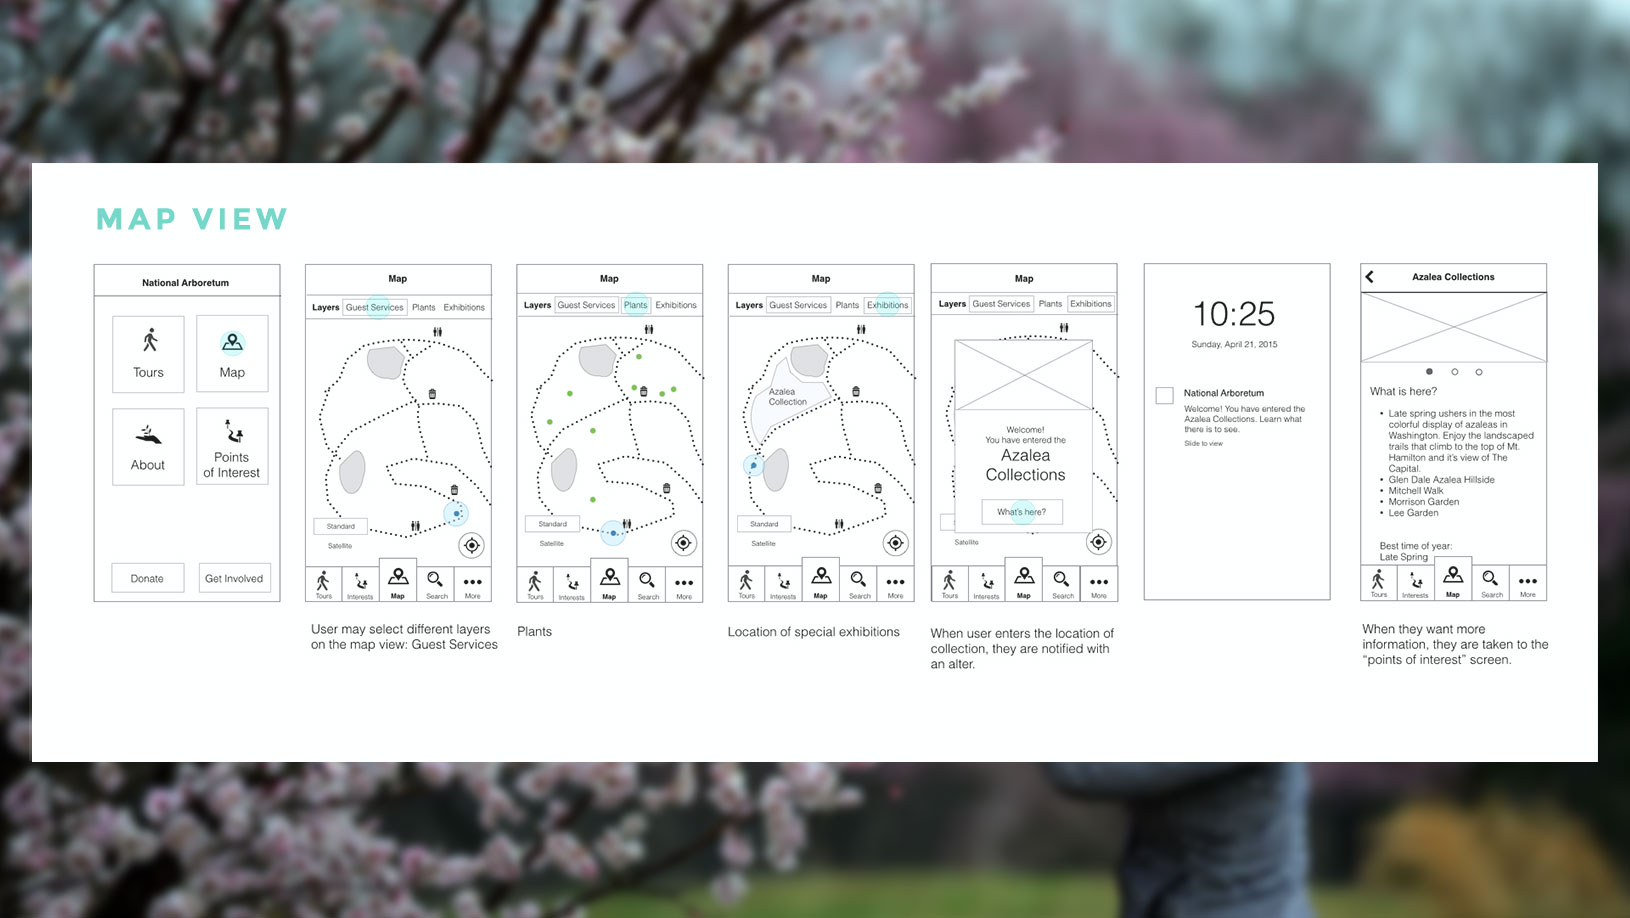 MAP VIEW
National Arboretum
Tours
Map
About
Points
of Interest
Donate
Get Involved
Map
Layers
Guest Services
Plants
Exhibitions
Standard
Satellite
Tours
Interests
Map
Search
More
User may select different layers
on the map view: Guest Services
Map
Layers
Guest Services
Plants
Exhibitions
Standard
Satellite
Tours
Interests
Map
Search
More
Plants
Map
Layers
Guest Services
Plants
Exhibitions
Azalea
Collection
Standard
Satellite
Tours
Interests
Map
Search
More
Location of special exhibitions
Map
Layers
Guest Services
Plants
Exhibitions
Welcome!
You have entered the
Azalea
Collections
What's here?
Satellite
Tours
Interests
Map
Search
More
When user enters the location of
collection, they are notified with
an alter.
10:25
Sunday, April 21, 2015
National Arboretum
Welcome! You have entered the
Azalea Collections. Learn what
there is to see.
Slide to view
Azalea Collections
What is here?
• Late spring ushers in the most
colorful display of azaleas in
Washington. Enjoy the landscaped
trails that climb to the top of Mt.
Hamilton and it's view of The
Capital.
• Glen Dale Azalea Hillside
• Mitchell Walk
• Morrison Garden
• Lee Garden
Best time of year:
Late Spring
Tours
Interests
Map
Search
More
When they want more
information, they are taken to the
“points of interest” screen.